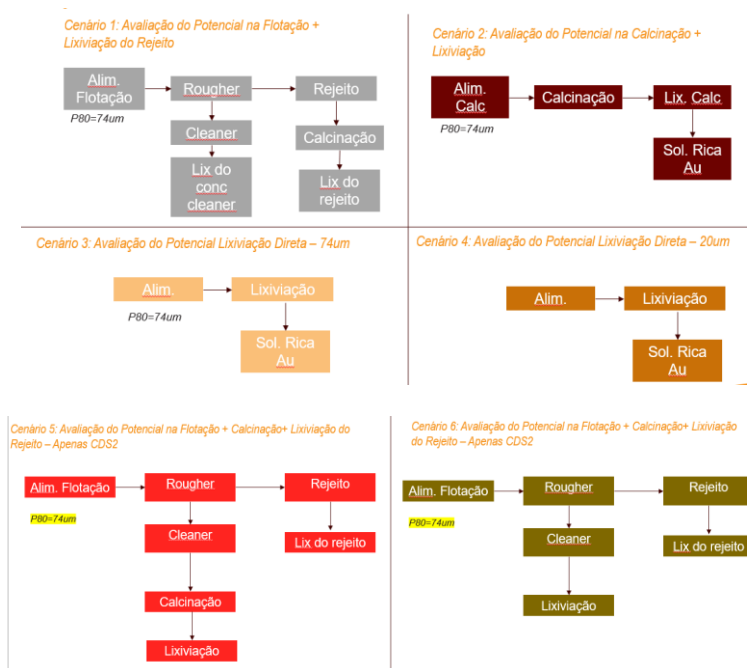 Cenário 1: Avaliação do Potencial na Flotação +
Lixiviação do Rejeito
Alim.
Flotação
Rougher
Rejeito
P80=74um
Cleaner
Calcinação
Lix do
conc
cleaner
Lix do
rejeito
Cenário 2: Avaliação do Potencial na Calcinação +
Lixiviação
Alim.
Calc
Calcinação
Lix. Calc
P80=74um
Sol. Rica
Au
Cenário 3: Avaliação do Potencial Lixiviação Direta – 74um
Alim.
Lixiviação
P80=74um
Sol. Rica
Au
Cenário 4: Avaliação do Potencial Lixiviação Direta – 20um
Alim.
Lixiviação
Sol. Rica
Au
Cenário 5: Avaliação do Potencial na Flotação + Calcinação+ Lixiviação do
Rejeito – Apenas CDS2
Alim. Flotação
Rougher
Rejeito
P80=74um
Cleaner
Lix do rejeito
Calcinação
Lixiviação
Cenário 6: Avaliação do Potencial na Flotação + Calcinação+ Lixiviação
do Rejeito – Apenas CDS2
Alim. Flotação
Rougher
Rejeito
P80=74um
Cleaner
Lix do rejeito
Lixiviação